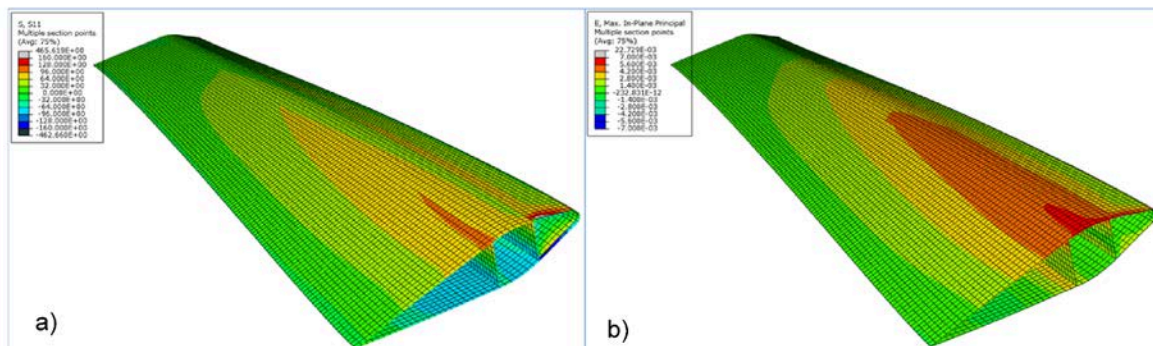 S, S11
Multiple section points
(Avg: 75%)
465.619E+00
160.000E+00
128.000E+00
96.000E+00
64.000E+00
32.000E+00
0.000E+00
-32.000E+00
-64.000E+00
-96.000E+00
-128.000E+00
-160.000E+00
-462.660E+00
a)
E, Max. In-Plane Principal
Multiple section points
(Avg: 75%)
22.729E-03
7.000E-03
5.600E-03
4.200E-03
2.800E-03
1.400E-03
-232.831E-12
-1.400E-03
-2.800E-03
-4.200E-03
-5.600E-03
-7.000E-03
b)